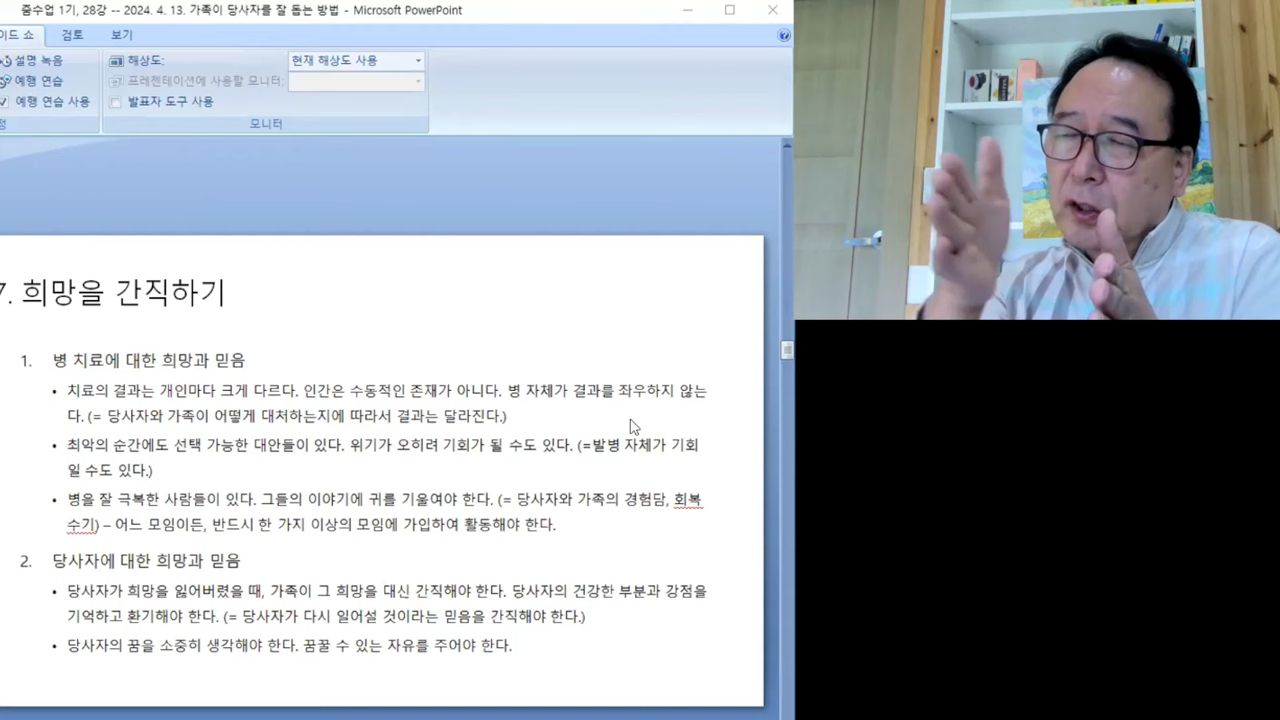 줌수업 1기, 28강 -- 2024. 4. 13. 가족이 당사자를 잘 돕는 방법 - Microsoft PowerPoint
이드 쇼 검토 보기
설명 녹음
예행 연습
예행 연습 사용
정
해상도: 현재 해상도 사용
프레젠테이션에 사용할 모니터:
발표자 도구 사용
모니터
7. 희망을 간직하기
1. 병 치료에 대한 희망과 믿음
• 치료의 결과는 개인마다 크게 다르다. 인간은 수동적인 존재가 아니다. 병 자체가 결과를 좌우하지 않는
다. (= 당사자와 가족이 어떻게 대처하는지에 따라서 결과는 달라진다.)
• 최악의 순간에도 선택 가능한 대안들이 있다. 위기가 오히려 기회가 될 수도 있다. (=발병 자체가 기회
일 수도 있다.)
• 병을 잘 극복한 사람들이 있다. 그들의 이야기에 귀를 기울여야 한다. (= 당사자와 가족의 경험담, 회복
수기) – 어느 모임이든, 반드시 한 가지 이상의 모임에 가입하여 활동해야 한다.
2. 당사자에 대한 희망과 믿음
• 당사자가 희망을 잃어버렸을 때, 가족이 그 희망을 대신 간직해야 한다. 당사자의 건강한 부분과 강점을
기억하고 환기해야 한다. (= 당사자가 다시 일어설 것이라는 믿음을 간직해야 한다.)
• 당사자의 꿈을 소중히 생각해야 한다. 꿈꿀 수 있는 자유를 주어야 한다.